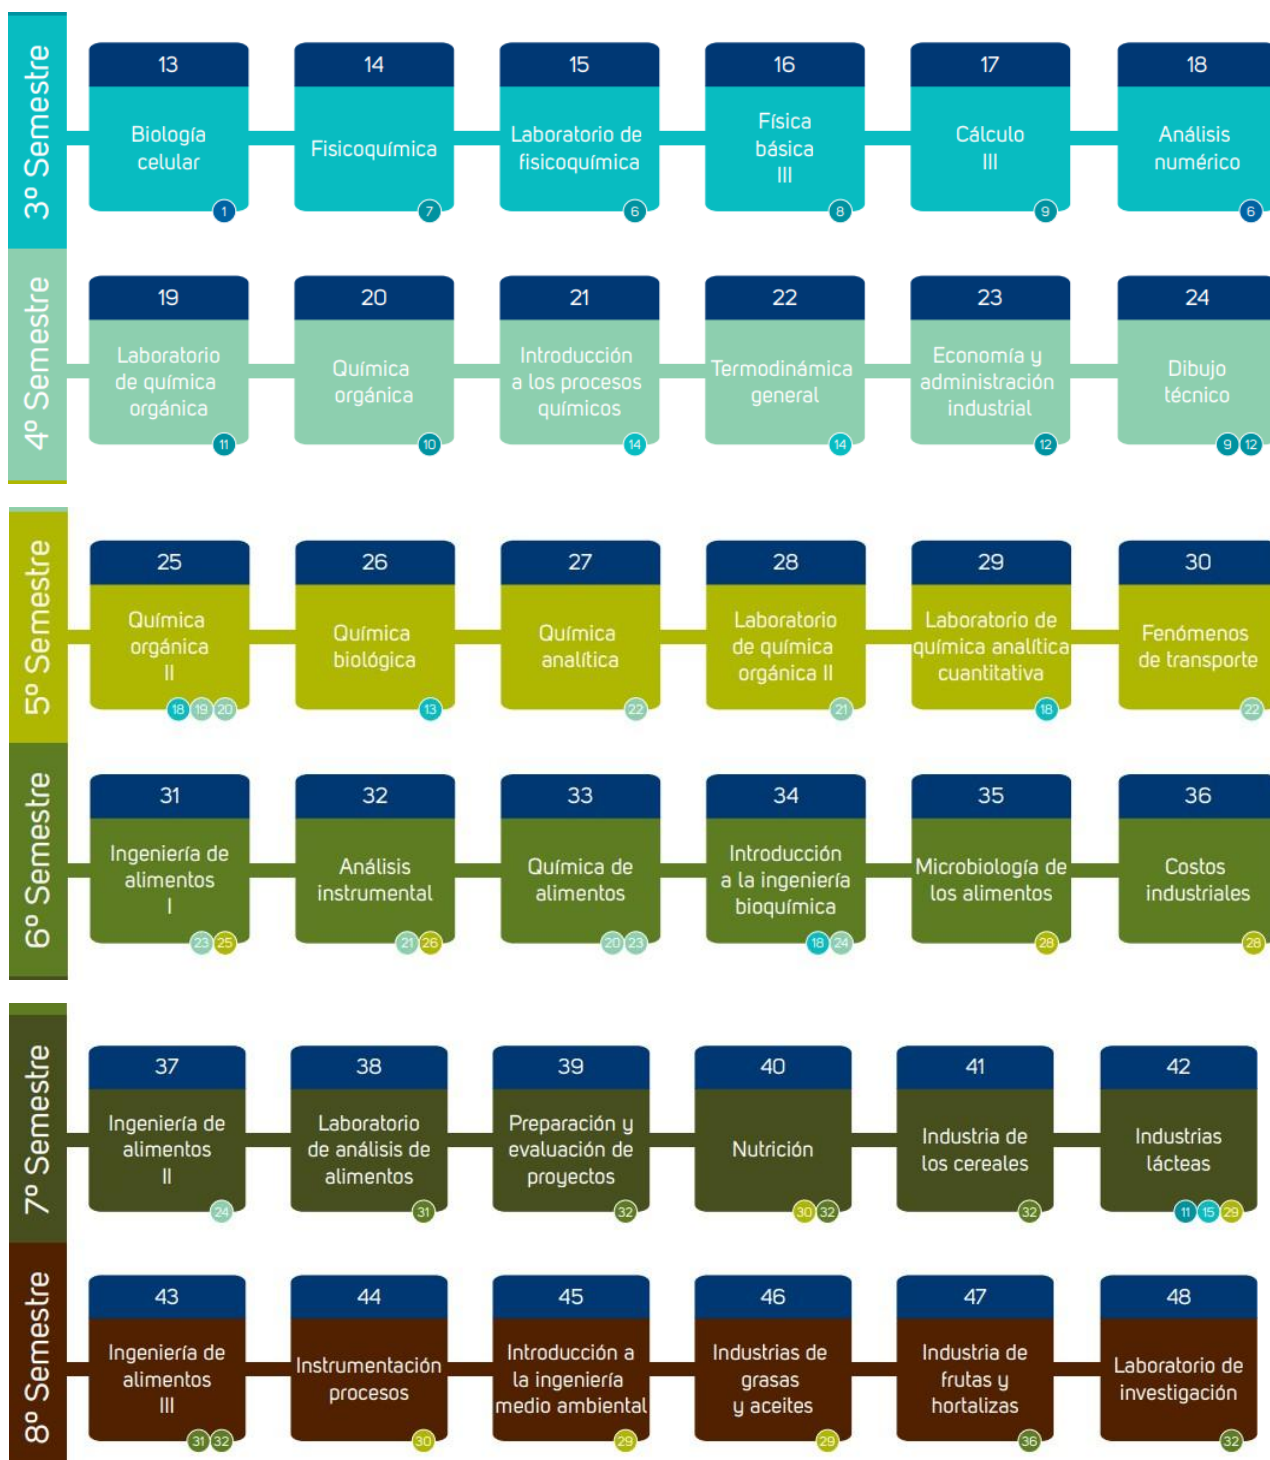 3º Semestre
13
14
15
16
17
18
Biología
celular
Fisicoquímica
Laboratorio de
fisicoquímica
Física
básica
III
Cálculo
III
Análisis
numérico
1
7
6
8
9
6
4º Semestre
19
20
21
22
23
24
Laboratorio
de química
orgánica
Química
orgánica
Introducción
a los procesos
químicos
Termodinámica
general
Economía y
administración
industrial
Dibujo
técnico
11
10
14
14
12
9 12
5º Semestre
25
26
27
28
29
30
Química
orgánica
II
Química
biológica
Química
analítica
Laboratorio
de química
orgánica II
Laboratorio de
química analítica
cuantitativa
Fenómenos
de transporte
18 19 20
13
22
21
18
22
6º Semestre
31
32
33
34
35
36
Ingeniería de
alimentos
I
Análisis
instrumental
Química de
alimentos
Introducción
a la ingeniería
bioquímica
Microbiología de
los alimentos
Costos
industriales
23 25
21 26
20 23
18 24
28
28
7º Semestre
37
38
39
40
41
42
Ingeniería de
alimentos
II
Laboratorio
de análisis de
alimentos
Preparación y
evaluación de
proyectos
Nutrición
Industria de
los cereales
Industrias
lácteas
24
31
32
30 32
32
11 15 29
8º Semestre
43
44
45
46
47
48
Ingeniería de
alimentos
III
Instrumentación
procesos
Introducción a
la ingeniería
medio ambiental
Industrias de
grasas
y aceites
Industria de
frutas y
hortalizas
Laboratorio de
investigación
31 32
30
29
29
36
32